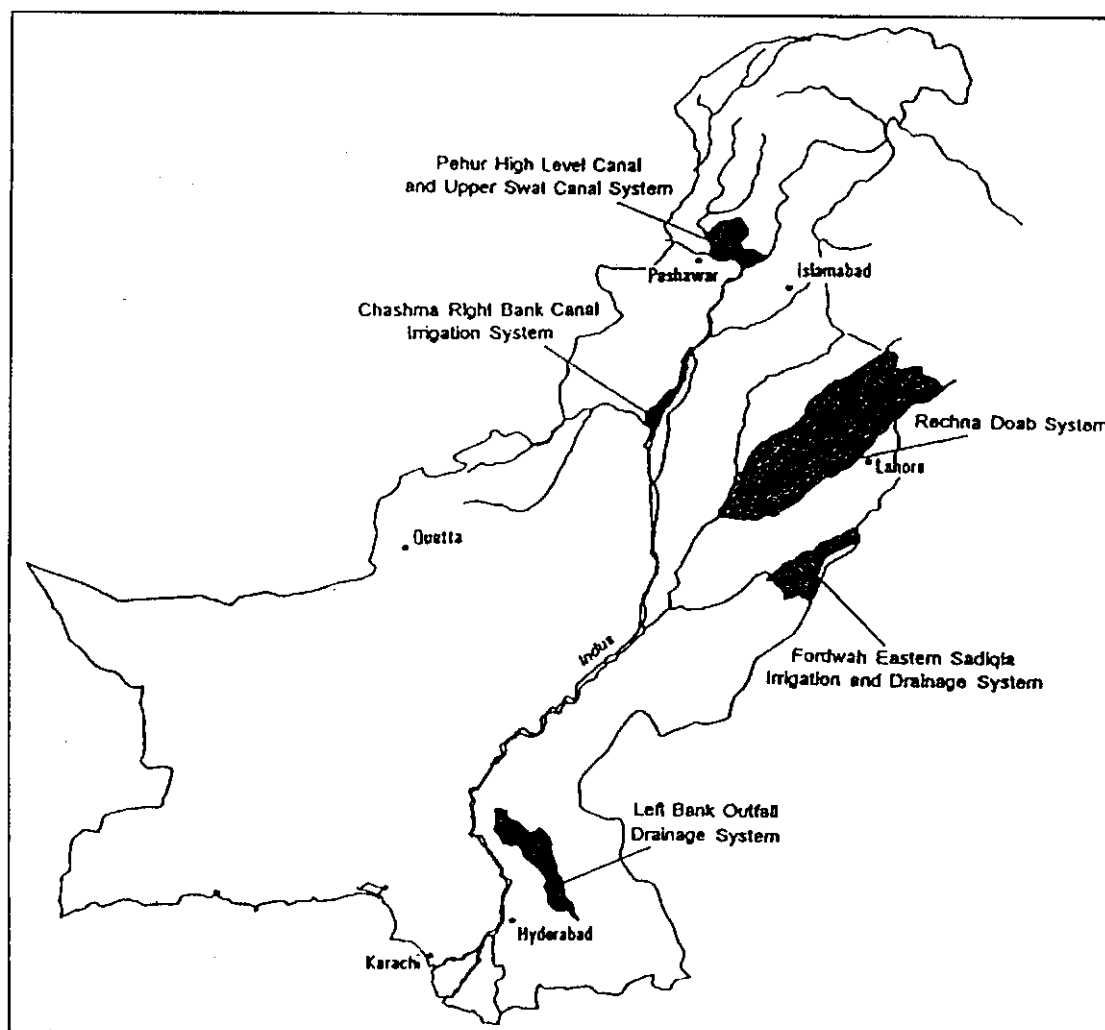 Pehur High Level Canal
and Upper Swat Canal System
Peshawar
Islamabad
Chashma Right Bank Canal
Irrigation System
Rechna Doab System
Lahore
Quetta
Indus
Fordwah Eastern Sadiqia
Irrigation and Drainage System
Left Bank Outfall
Drainage System
Hyderabad
Karachi